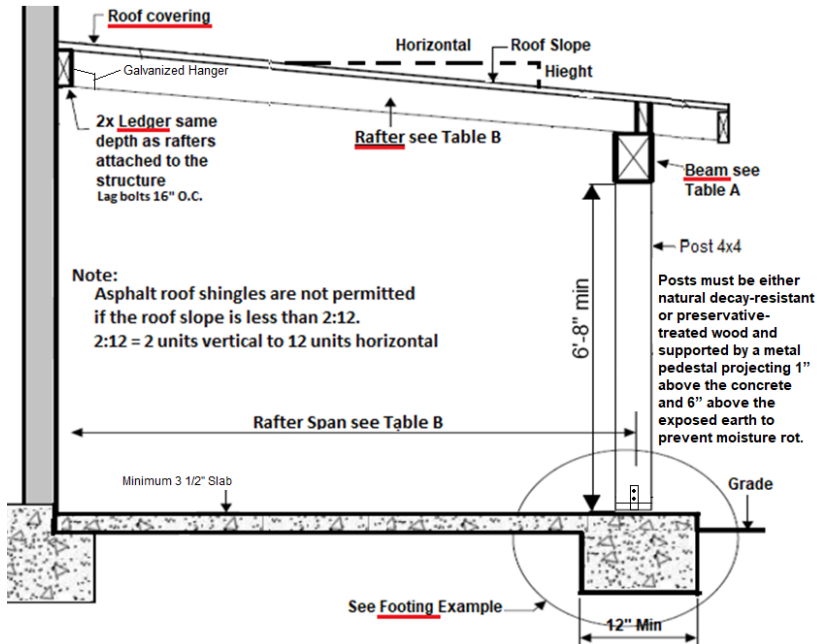 Roof covering
Horizontal
Roof Slope
Hieght
Galvanized Hanger
2x Ledger same
depth as rafters
attached to the
structure
Lag bolts 16" O.C.
Rafter see Table B
Beam see
Table A
Post 4x4
Note:
Asphalt roof shingles are not permitted
if the roof slope is less than 2:12.
2:12 = 2 units vertical to 12 units horizontal
6'-8" min
Posts must be either
natural decay-resistant
or preservative-
treated wood and
supported by a metal
pedestal projecting 1”
above the concrete
and 6” above the
exposed earth to
prevent moisture rot.
Rafter Span see Table B
Minimum 3 1/2" Slab
Grade
See Footing Example
12" Min